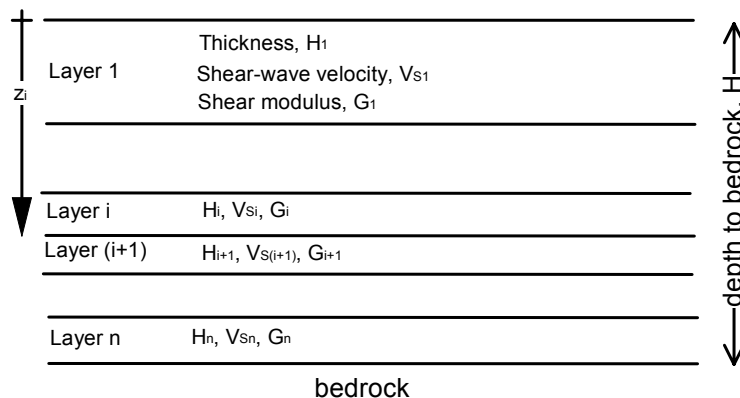 Thickness, H1
Layer 1
Shear-wave velocity, VS1
Shear modulus, G1
zi
Layer i
Hi, VSi, Gi
Layer (i+1)
Hi+1, VS(i+1), Gi+1
Layer n
Hn, VSn, Gn
bedrock
depth to bedrock, H